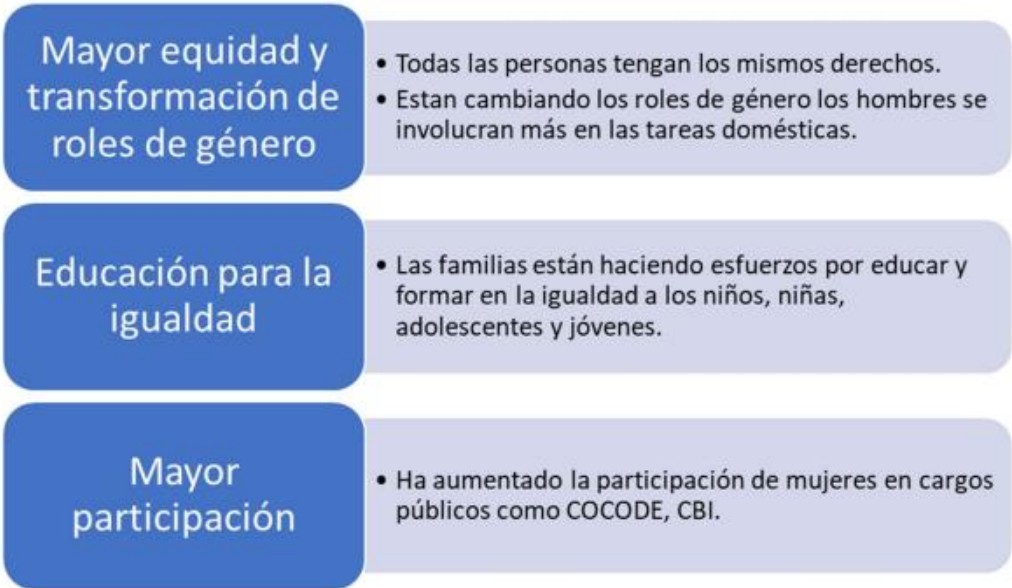 Mayor equidad y
transformación de
roles de género
• Todas las personas tengan los mismos derechos.
• Estan cambiando los roles de género los hombres se
involucran más en las tareas domésticas.
Educación para la
igualdad
• Las familias están haciendo esfuerzos por educar y
formar en la igualdad a los niños, niñas,
adolescentes y jóvenes.
Mayor
participación
• Ha aumentado la participación de mujeres en cargos
públicos como COCODE, CBI.